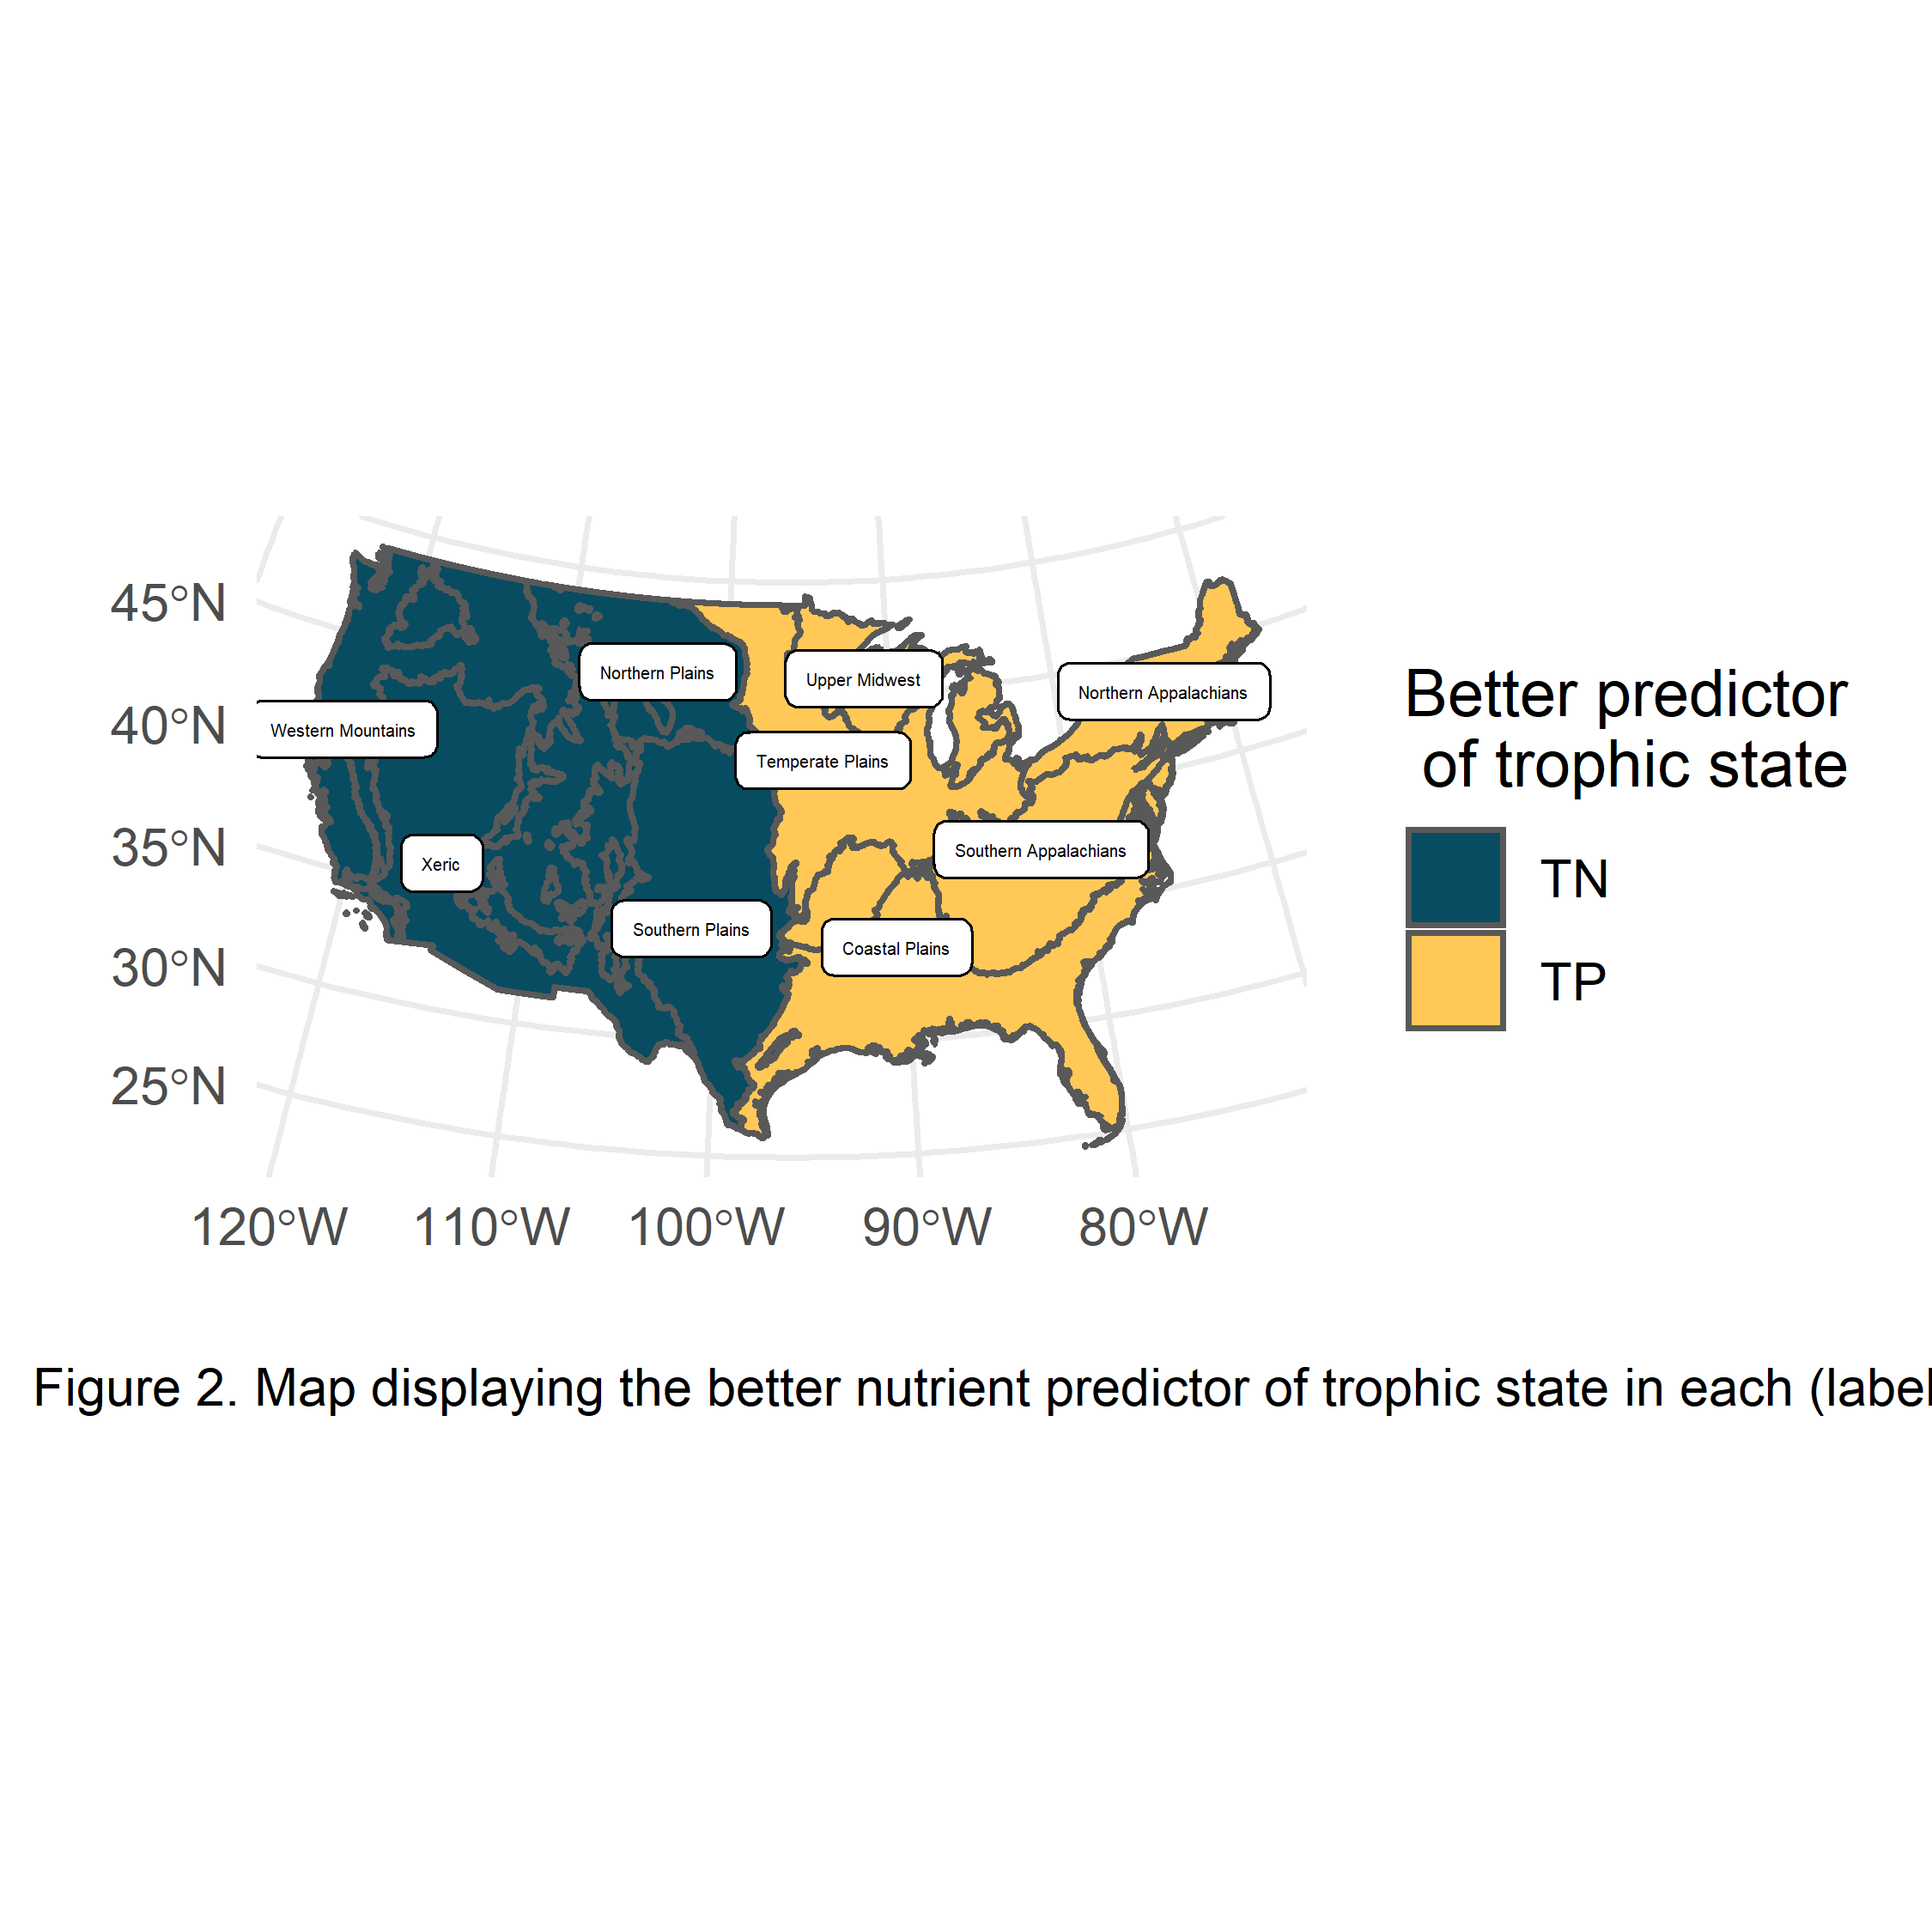 45°N
40°N
35°N
30°N
25°N
120°W 110°W 100°W 90°W 80°W
Northern Plains
Upper Midwest
Northern Appalachians
Western Mountains
Temperate Plains
Xeric
Southern Appalachians
Southern Plains
Coastal Plains
Better predictor
of trophic state
TN
TP
Figure 2. Map displaying the better nutrient predictor of trophic state in each (label